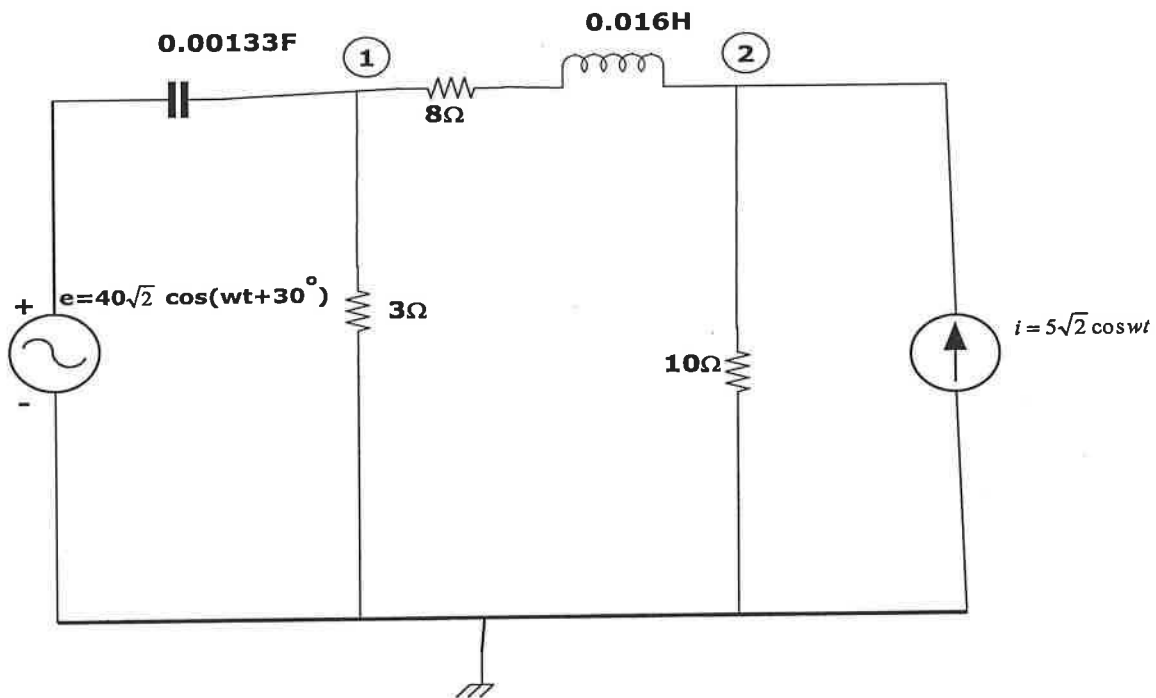 0.00133F
1
0.016H
2
8Ω
+
e=40√2 cos(wt+30°)
3Ω
i = 5√2 coswt
10Ω
-